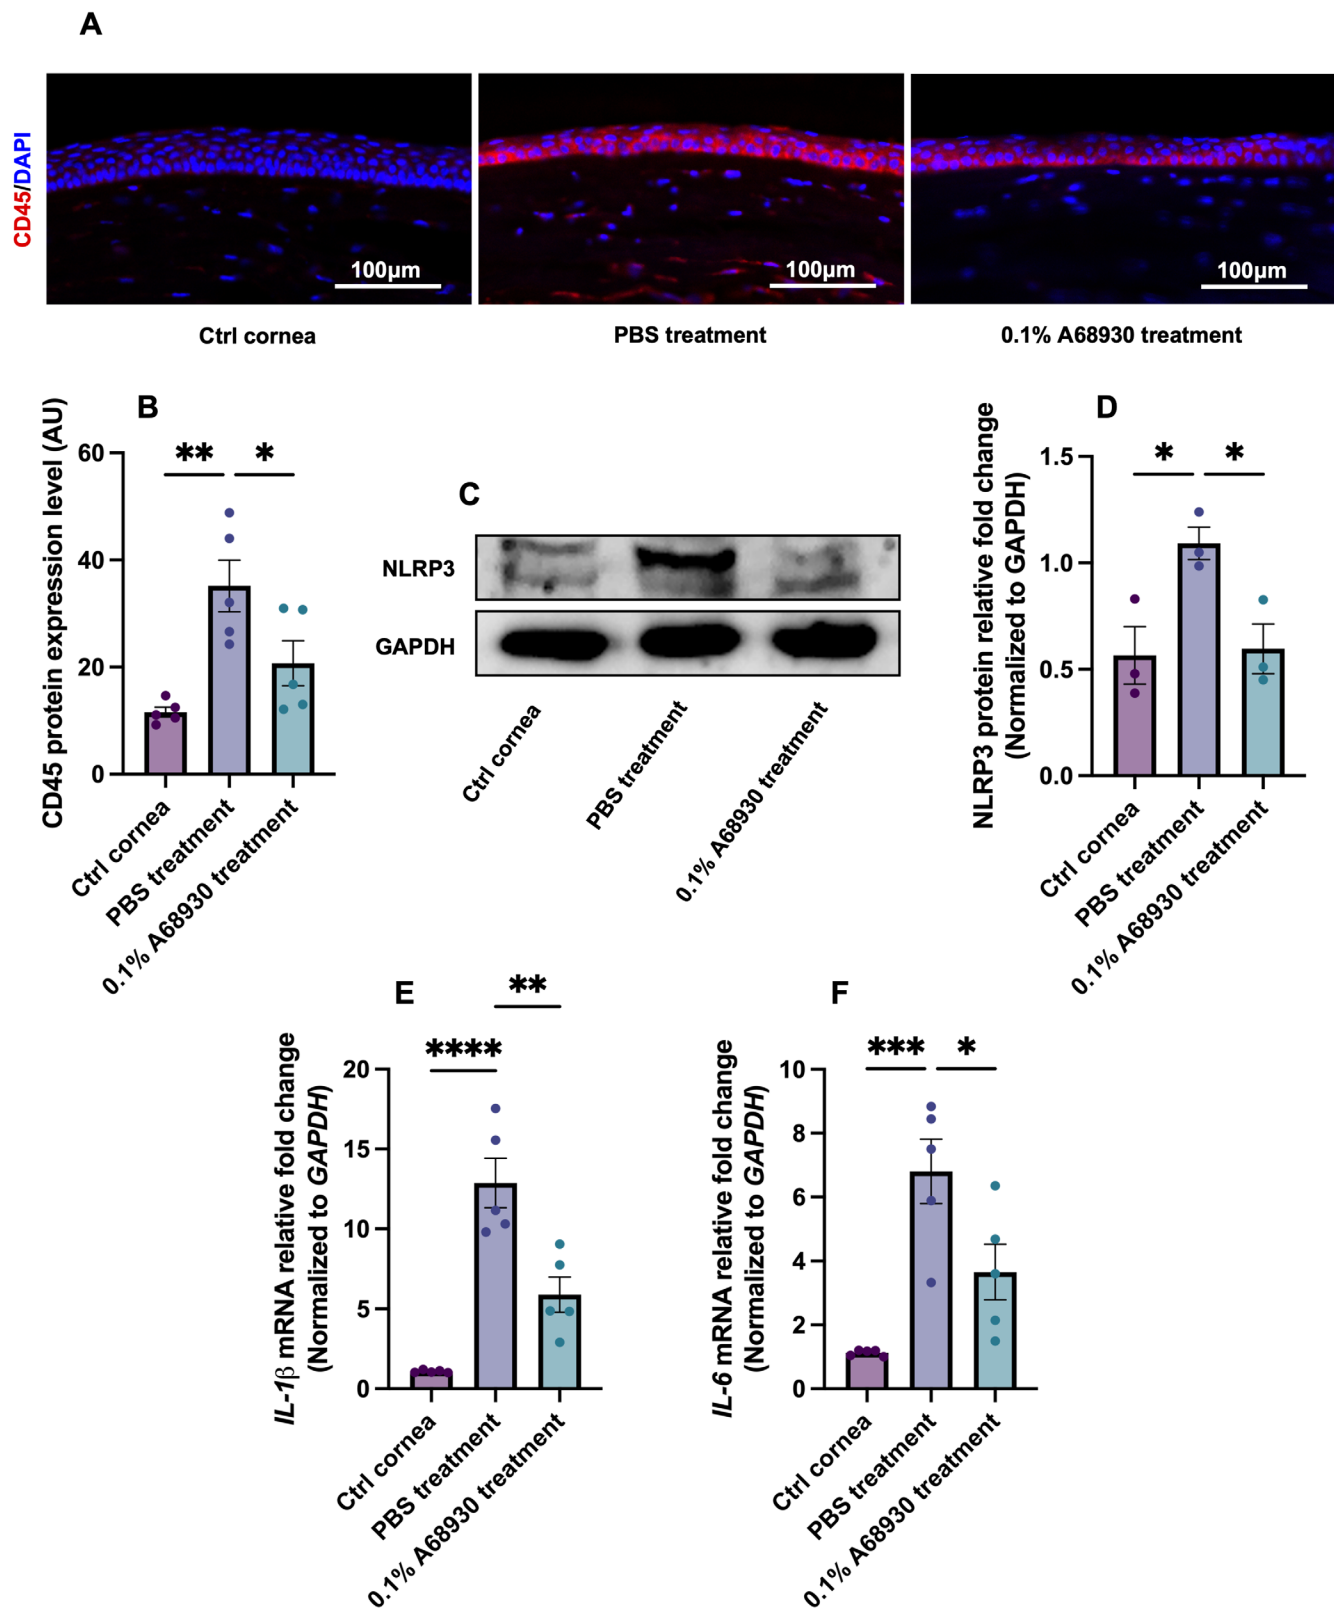 A
CD45/DAPI
100µm
100µm
100µm
Ctrl cornea
PBS treatment
0.1% A68930 treatment
B
CD45 protein expression level (AU)
60
40
20
0
** *
Ctrl cornea
PBS treatment
0.1% A68930 treatment
C
NLRP3
GAPDH
Ctrl cornea
PBS treatment
0.1% A68930 treatment
D
NLRP3 protein relative fold change
(Normalized to GAPDH)
1.5
1.0
0.5
0.0
* *
Ctrl cornea
PBS treatment
0.1% A68930 treatment
E
IL-1β mRNA relative fold change
(Normalized to GAPDH)
20
15
10
5
0
**
****
Ctrl cornea
PBS treatment
0.1% A68930 treatment
F
IL-6 mRNA relative fold change
(Normalized to GAPDH)
10
8
6
4
2
0
*** *
Ctrl cornea
PBS treatment
0.1% A68930 treatment